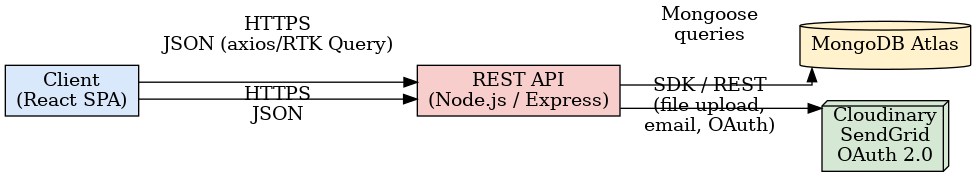 HTTPS
JSON (axios/RTK Query)
Mongoose
queries
MongoDB Atlas
Client
(React SPA)
HTTPS
JSON
REST API
(Node.js / Express)
SDK / REST
(file upload,
email, OAuth)
Cloudinary
SendGrid
OAuth 2.0